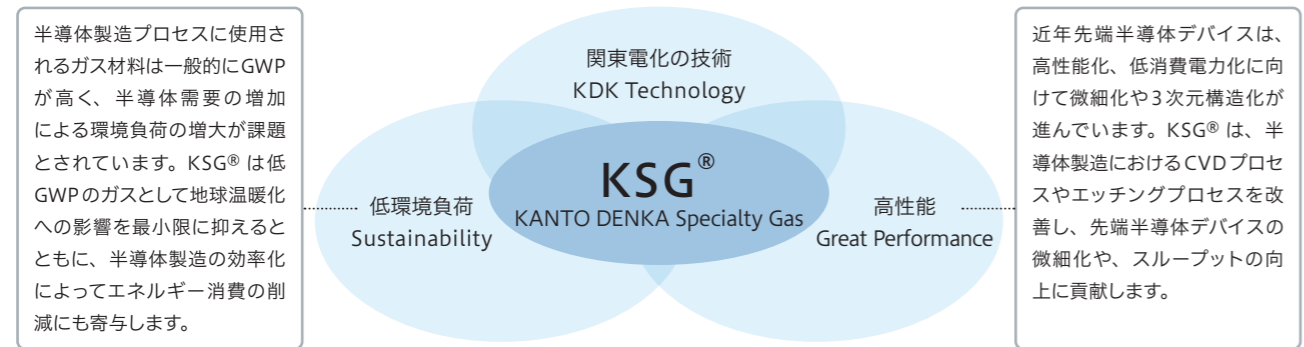 半導体製造プロセスに使用さ
れるガス材料は一般的にGWP
が高く、半導体需要の増加
による環境負荷の増大が課題
とされています。KSG® は低
GWPのガスとして地球温暖化
への影響を最小限に抑えると
ともに、半導体製造の効率化
によってエネルギー消費の削
減にも寄与します。
関東電化の技術
KDK Technology
低環境負荷
Sustainability
KSG®
KANTO DENKA Specialty Gas
高性能
Great Performance
近年先端半導体デバイスは、
高性能化、低消費電力化に向
けて微細化や3次元構造化が
進んでいます。KSG® は、半
導体製造におけるCVDプロセ
スやエッチングプロセスを改
善し、先端半導体デバイスの
微細化や、スループットの向
上に貢献します。